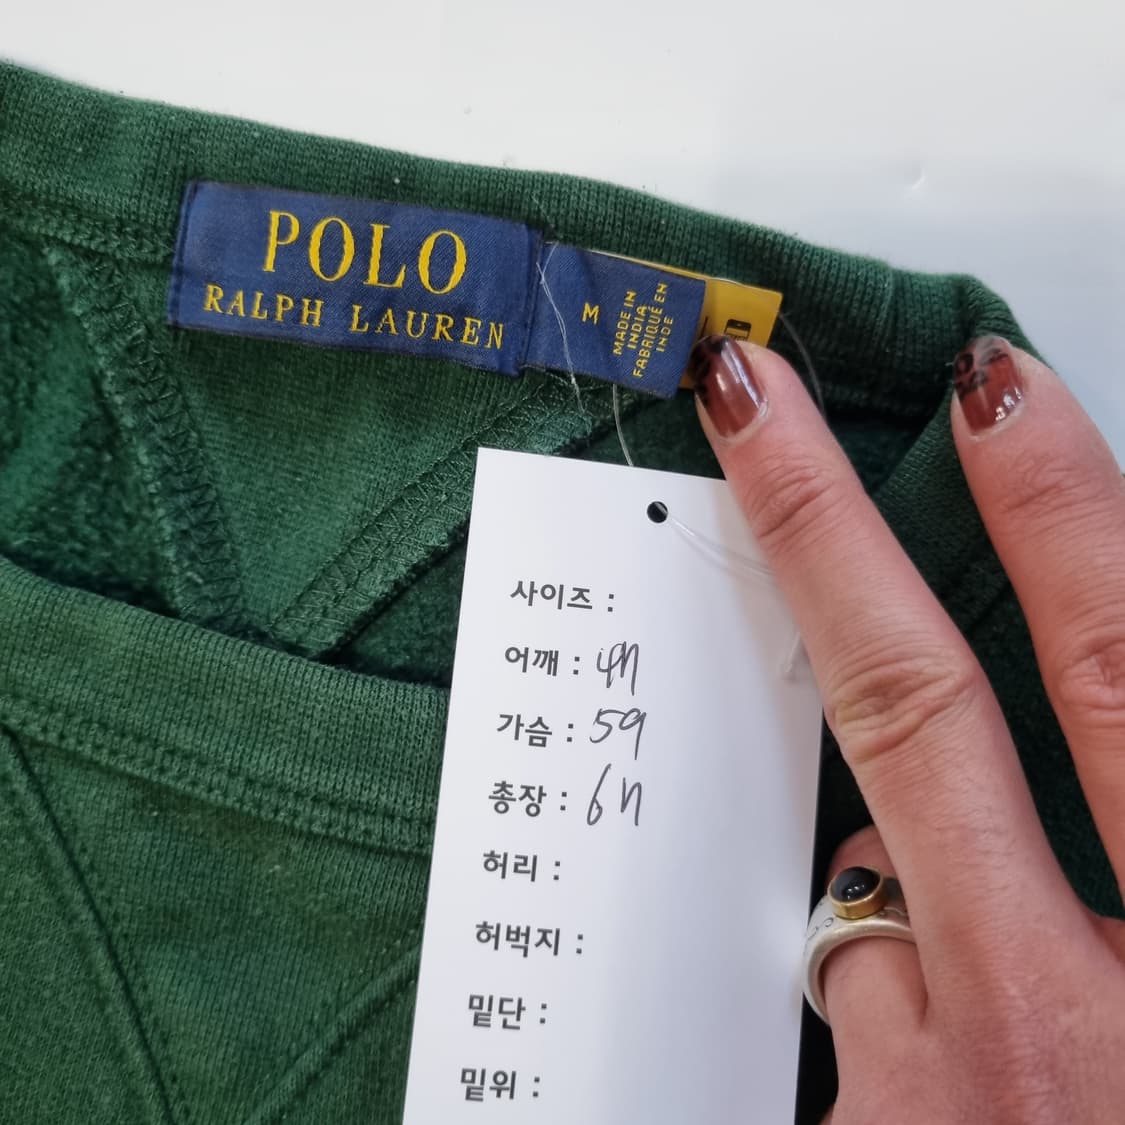 POLO
RALPH LAUREN
M
MADE IN
INDIA
FABRIQUÉ EN
INDE
사이즈 :
어깨 : 47
가슴 : 59
총장 : 67
허리 :
허벅지 :
밑단 :
밑위 :